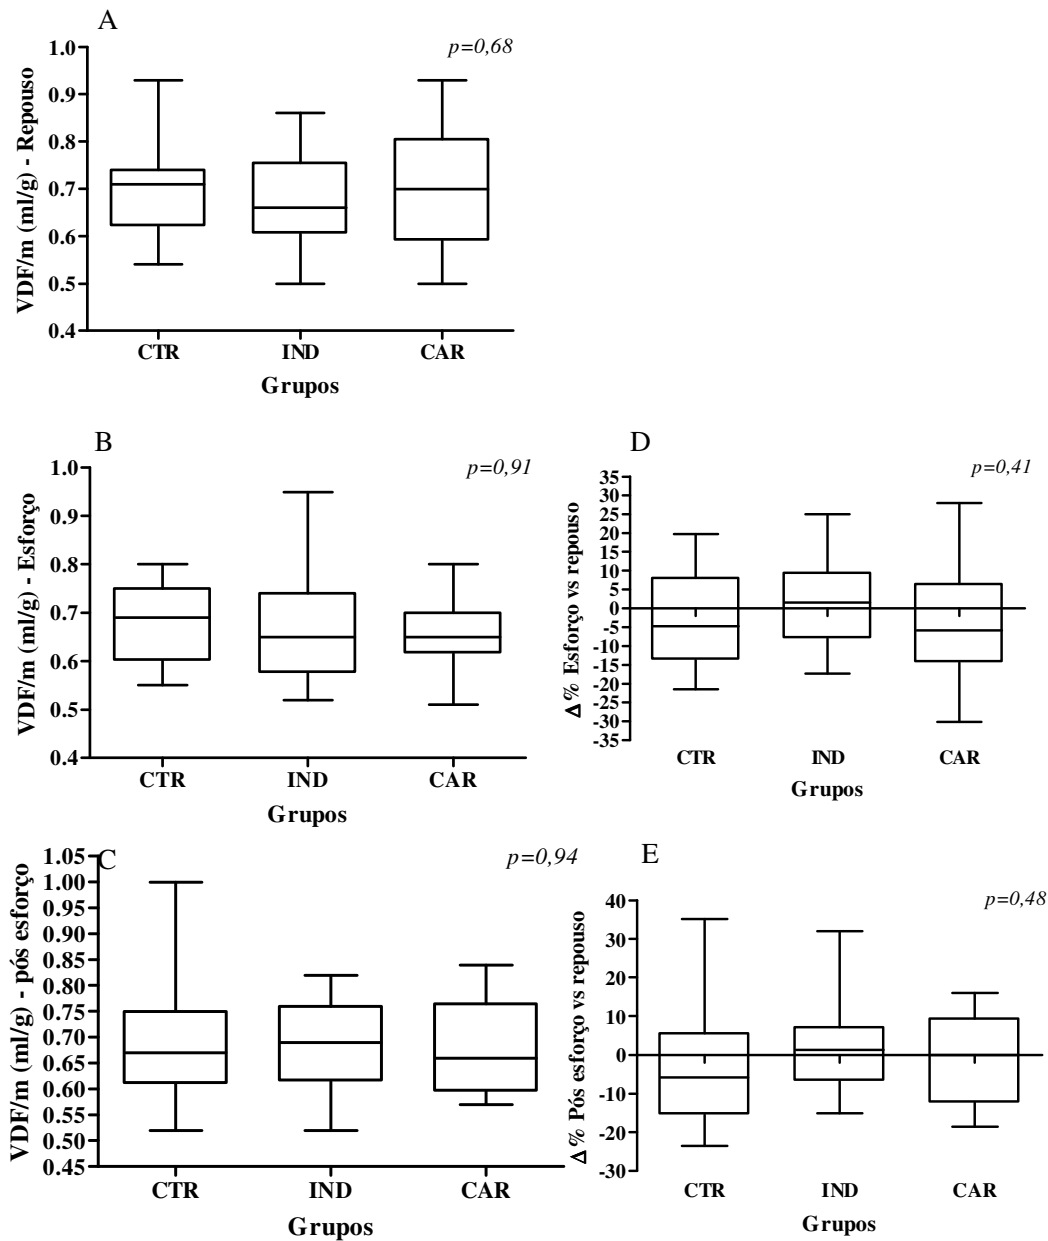 A
p=0,68
VDF/m (ml/g) - Repouso
1.0
0.9
0.8
0.7
0.6
0.5
0.4
CTR IND CAR
Grupos
B
p=0,91
VDF/m (ml/g) - Esforço
1.0
0.9
0.8
0.7
0.6
0.5
0.4
CTR IND CAR
Grupos
D
p=0,41
Δ% Esforço vs repouso
35
30
25
20
15
10
5
0
-5
-10
-15
-20
-25
-30
-35
CTR IND CAR
Grupos
C
p=0,94
VDF/m (ml/g) - pós esforço
1.05
1.00
0.95
0.90
0.85
0.80
0.75
0.70
0.65
0.60
0.55
0.50
0.45
CTR IND CAR
Grupos
E
p=0,48
Δ% Pós esforço vs repouso
40
30
20
10
0
-10
-20
-30
CTR IND CAR
Grupos